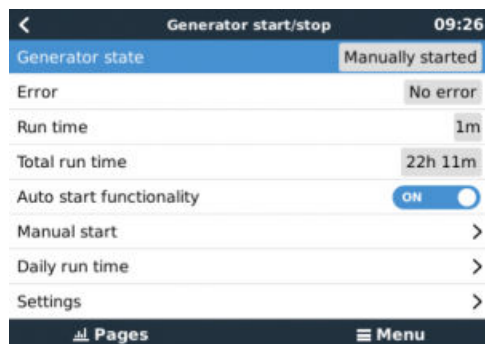 Generator start/stop 09:26
Generator state Manually started
Error No error
Run time 1m
Total run time 22h 11m
Auto start functionality ON
Manual start
Daily run time
Settings
Pages Menu